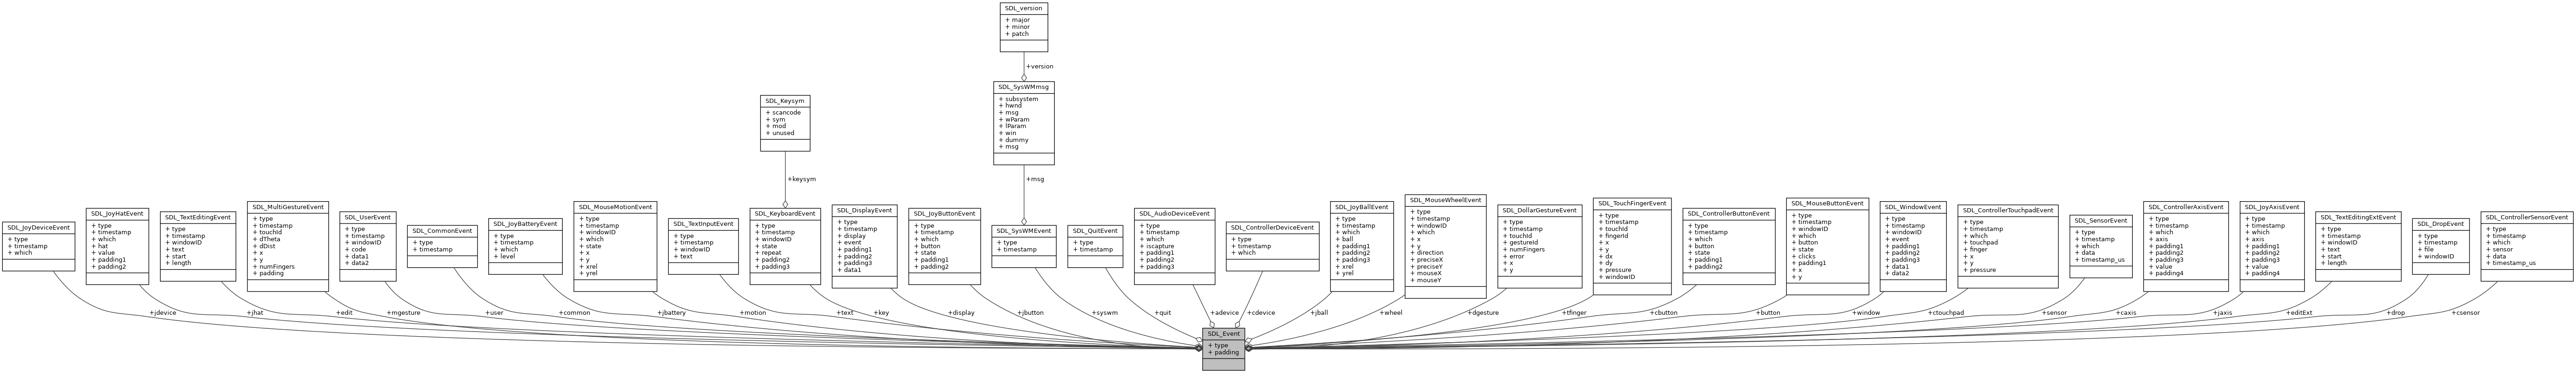 SDL_version
+ major
+ minor
+ patch
+version
SDL_SysWMmsg
+ subsystem
+ hwnd
+ msg
+ wParam
+ lParam
+ win
+ dummy
+ msg
+msg
SDL_Keysym
+ scancode
+ sym
+ mod
+ unused
+keysym
SDL_JoyDeviceEvent
+ type
+ timestamp
+ which
SDL_JoyHatEvent
+ type
+ timestamp
+ which
+ hat
+ value
+ padding1
+ padding2
SDL_TextEditingEvent
+ type
+ timestamp
+ windowID
+ text
+ start
+ length
SDL_MultiGestureEvent
+ type
+ timestamp
+ touchId
+ dTheta
+ dDist
+ x
+ y
+ numFingers
+ padding
SDL_UserEvent
+ type
+ timestamp
+ windowID
+ code
+ data1
+ data2
SDL_CommonEvent
+ type
+ timestamp
SDL_JoyBatteryEvent
+ type
+ timestamp
+ which
+ level
SDL_MouseMotionEvent
+ type
+ timestamp
+ windowID
+ which
+ state
+ x
+ y
+ xrel
+ yrel
SDL_TextInputEvent
+ type
+ timestamp
+ windowID
+ text
SDL_KeyboardEvent
+ type
+ timestamp
+ windowID
+ state
+ repeat
+ padding2
+ padding3
SDL_DisplayEvent
+ type
+ timestamp
+ display
+ event
+ padding1
+ padding2
+ padding3
+ data1
SDL_JoyButtonEvent
+ type
+ timestamp
+ which
+ button
+ state
+ padding1
+ padding2
SDL_SysWMEvent
+ type
+ timestamp
SDL_QuitEvent
+ type
+ timestamp
SDL_AudioDeviceEvent
+ type
+ timestamp
+ which
+ iscapture
+ padding1
+ padding2
+ padding3
SDL_ControllerDeviceEvent
+ type
+ timestamp
+ which
SDL_JoyBallEvent
+ type
+ timestamp
+ which
+ ball
+ padding1
+ padding2
+ padding3
+ xrel
+ yrel
SDL_MouseWheelEvent
+ type
+ timestamp
+ windowID
+ which
+ x
+ y
+ direction
+ preciseX
+ preciseY
+ mouseX
+ mouseY
SDL_DollarGestureEvent
+ type
+ timestamp
+ touchId
+ gestureId
+ numFingers
+ error
+ x
+ y
SDL_TouchFingerEvent
+ type
+ timestamp
+ touchId
+ fingerId
+ x
+ y
+ dx
+ dy
+ pressure
+ windowID
SDL_ControllerButtonEvent
+ type
+ timestamp
+ which
+ button
+ state
+ padding1
+ padding2
SDL_MouseButtonEvent
+ type
+ timestamp
+ windowID
+ which
+ button
+ state
+ clicks
+ padding1
+ x
+ y
SDL_WindowEvent
+ type
+ timestamp
+ windowID
+ event
+ padding1
+ padding2
+ padding3
+ data1
+ data2
SDL_ControllerTouchpadEvent
+ type
+ timestamp
+ which
+ touchpad
+ finger
+ x
+ y
+ pressure
SDL_SensorEvent
+ type
+ timestamp
+ which
+ data
+ timestamp_us
SDL_ControllerAxisEvent
+ type
+ timestamp
+ which
+ axis
+ padding1
+ padding2
+ padding3
+ value
+ padding4
SDL_JoyAxisEvent
+ type
+ timestamp
+ which
+ axis
+ padding1
+ padding2
+ padding3
+ value
+ padding4
SDL_TextEditingExtEvent
+ type
+ timestamp
+ windowID
+ text
+ start
+ length
SDL_DropEvent
+ type
+ timestamp
+ file
+ windowID
SDL_ControllerSensorEvent
+ type
+ timestamp
+ which
+ sensor
+ data
+ timestamp_us
+jdevice
+jhat
+edit
+mgesture
+user
+common
+jbattery
+motion
+text
+key
+display
+jbutton
+syswm
+quit
+adevice
+cdevice
+jball
+wheel
+dgesture
+tfinger
+cbutton
+button
+window
+ctouchpad
+sensor
+caxis
+jaxis
+editExt
+drop
+csensor
SDL_Event
+ type
+ padding